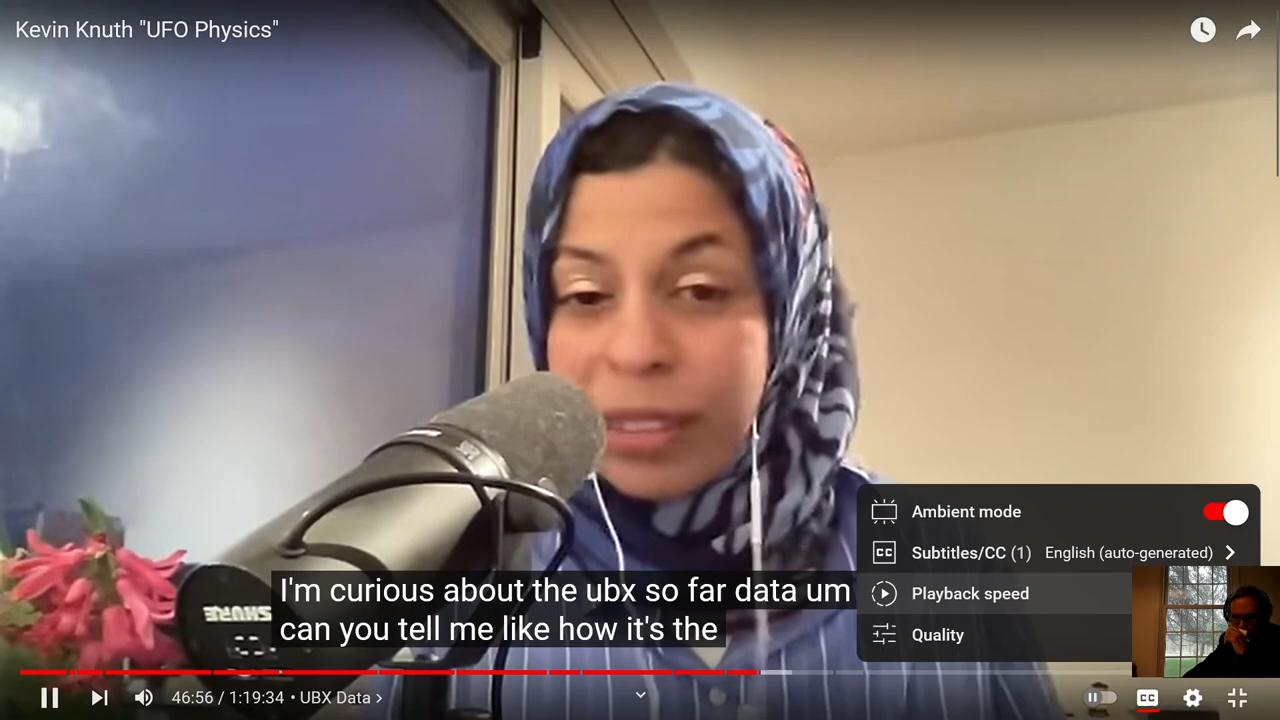 Kevin Knuth "UFO Physics"
Ambient mode
Subtitles/CC (1) English (auto-generated)
Playback speed
Quality
SHURE
I'm curious about the ubx so far data um
can you tell me like how it's the
46:56 / 1:19:34 • UBX Data
CC